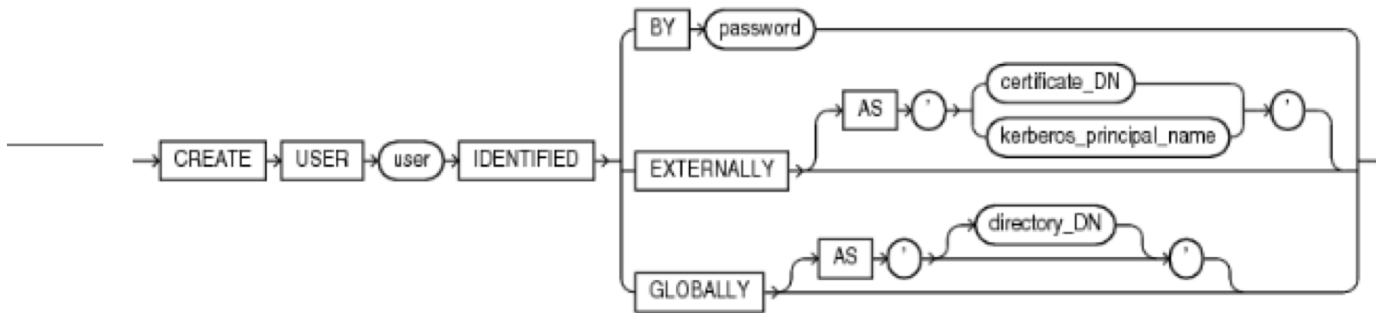 BY password
AS ' certificate_DN '
kerberos_principal_name
CREATE USER user IDENTIFIED
EXTERNALLY
directory_DN
AS ' '
GLOBALLY